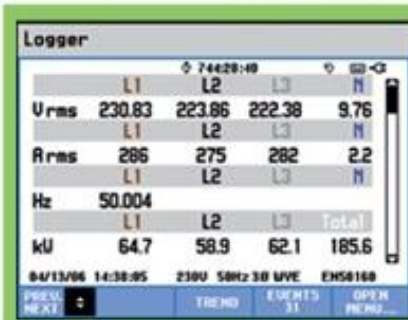 Logger
744:28:49
L1 L2 L3 N
Vrms 230.83 223.86 222.38 9.76
L1 L2 L3 N
Arms 286 275 282 2.2
L1 L2 L3 N
Hz 50.004
L1 L2 L3 Total
kW 64.7 58.9 62.1 185.6
04/13/06 14:38:05 230V 50Hz 3Ø WYE EN50160
PREV. TREND EVENTS OPEN
NEXT 31 MENU...